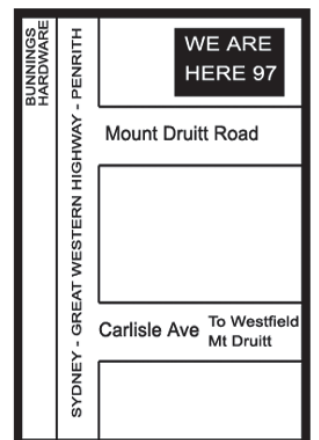 BUNNINGS
HARDWARE
SYDNEY - GREAT WESTERN HIGHWAY - PENRITH
WE ARE
HERE 97
Mount Druitt Road
Carlisle Ave
To Westfield
Mt Druitt